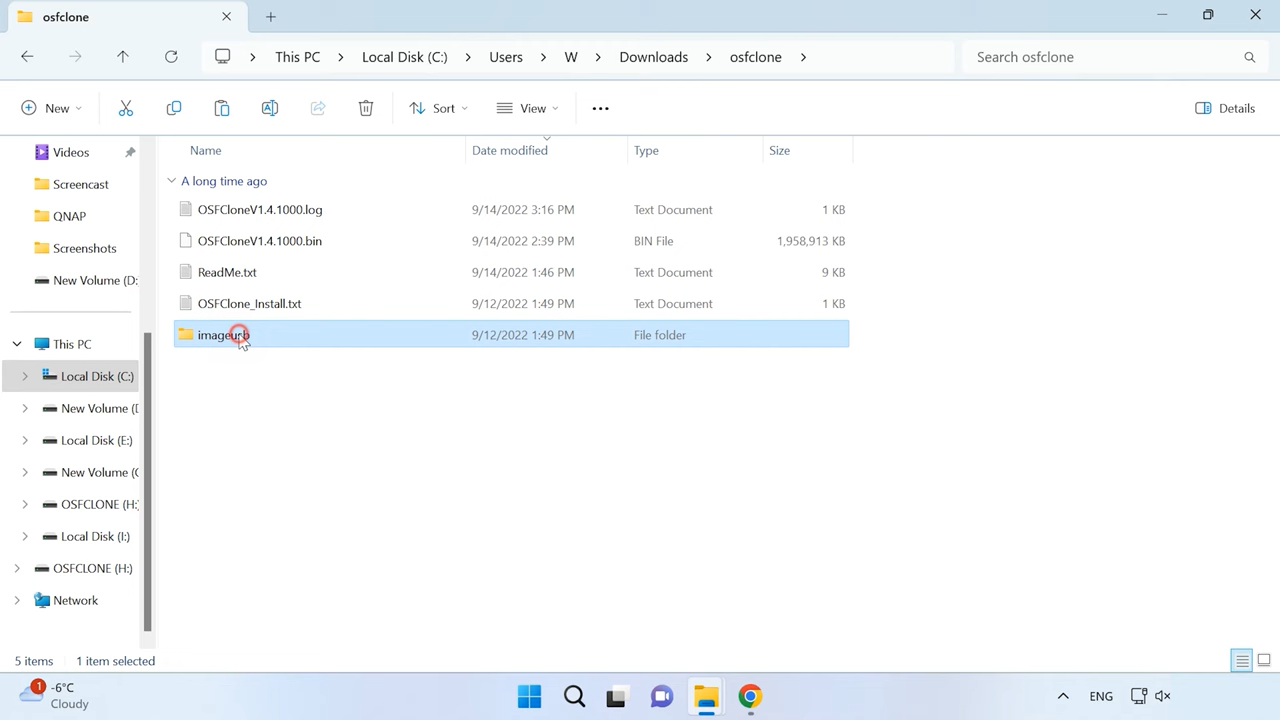 osfclone
This PC > Local Disk (C:) > Users > W > Downloads > osfclone >
Search osfclone
New
Sort
View
Details
Videos
Screencast
QNAP
Screenshots
New Volume (D:
This PC
Local Disk (C:)
New Volume (D
Local Disk (E:)
New Volume (
OSFCLONE (H:
Local Disk (I:)
OSFCLONE (H:)
Network
Name Date modified Type Size
A long time ago
OSFCloneV1.4.1000.log 9/14/2022 3:16 PM Text Document 1 KB
OSFCloneV1.4.1000.bin 9/14/2022 2:39 PM BIN File 1,958,913 KB
ReadMe.txt 9/14/2022 1:46 PM Text Document 9 KB
OSFClone_Install.txt 9/12/2022 1:49 PM Text Document 1 KB
9/12/2022 1:49 PM File folder
5 items 1 item selected
1
-6°C
Cloudy
ENG